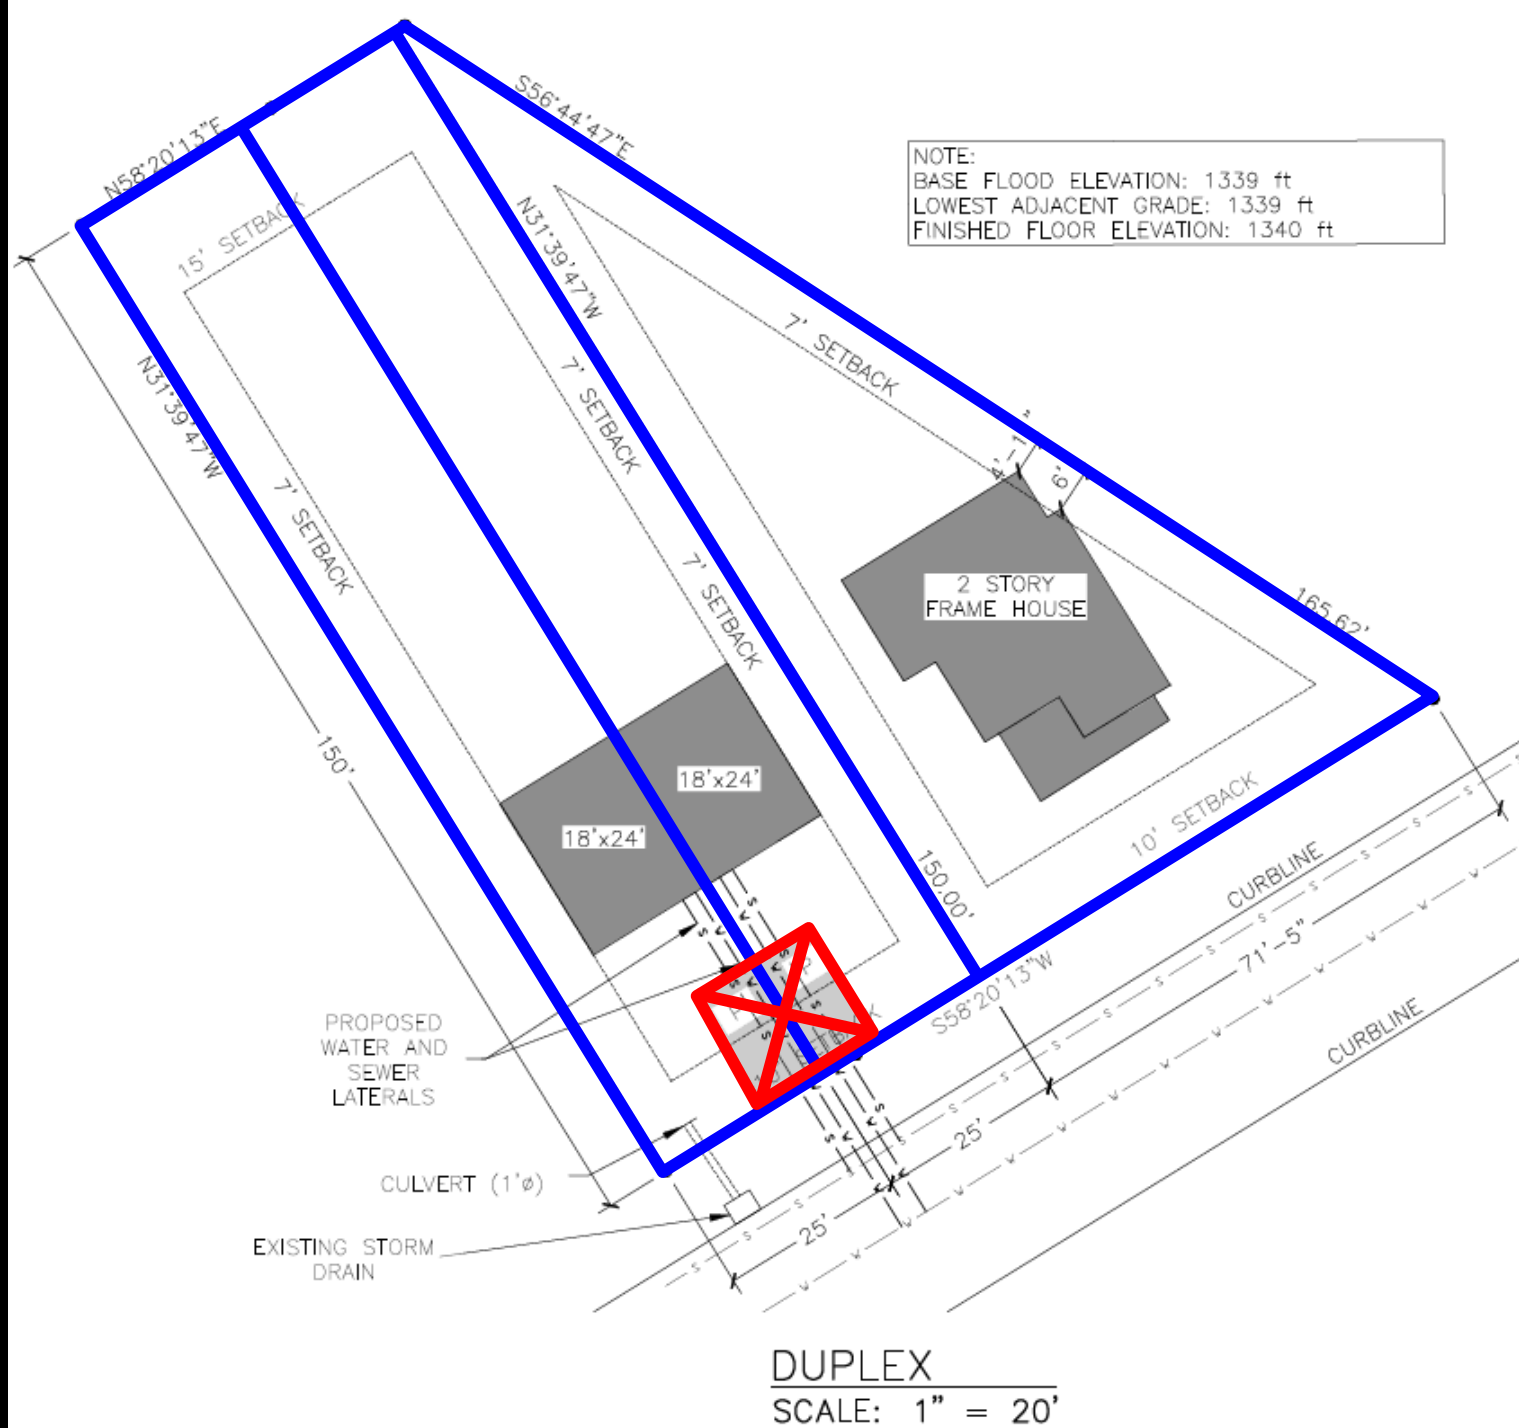 S56°44'47"E
N58°20'13"E
NOTE:
BASE FLOOD ELEVATION: 1339 ft
LOWEST ADJACENT GRADE: 1339 ft
FINISHED FLOOR ELEVATION: 1340 ft
15' SETBACK
N31°39'47"W
7' SETBACK
7' SETBACK
N31°39'47"W
4'-1"
6'
7' SETBACK
7' SETBACK
2 STORY
FRAME HOUSE
165.62'
150'
18'x24'
18'x24'
10' SETBACK
150.00'
CURBLINE
71'-5"
S58°20'13"W
CURBLINE
PROPOSED
WATER AND
SEWER
LATERALS
25'
CULVERT (1'ø)
25'
EXISTING STORM
DRAIN
DUPLEX
SCALE: 1" = 20'